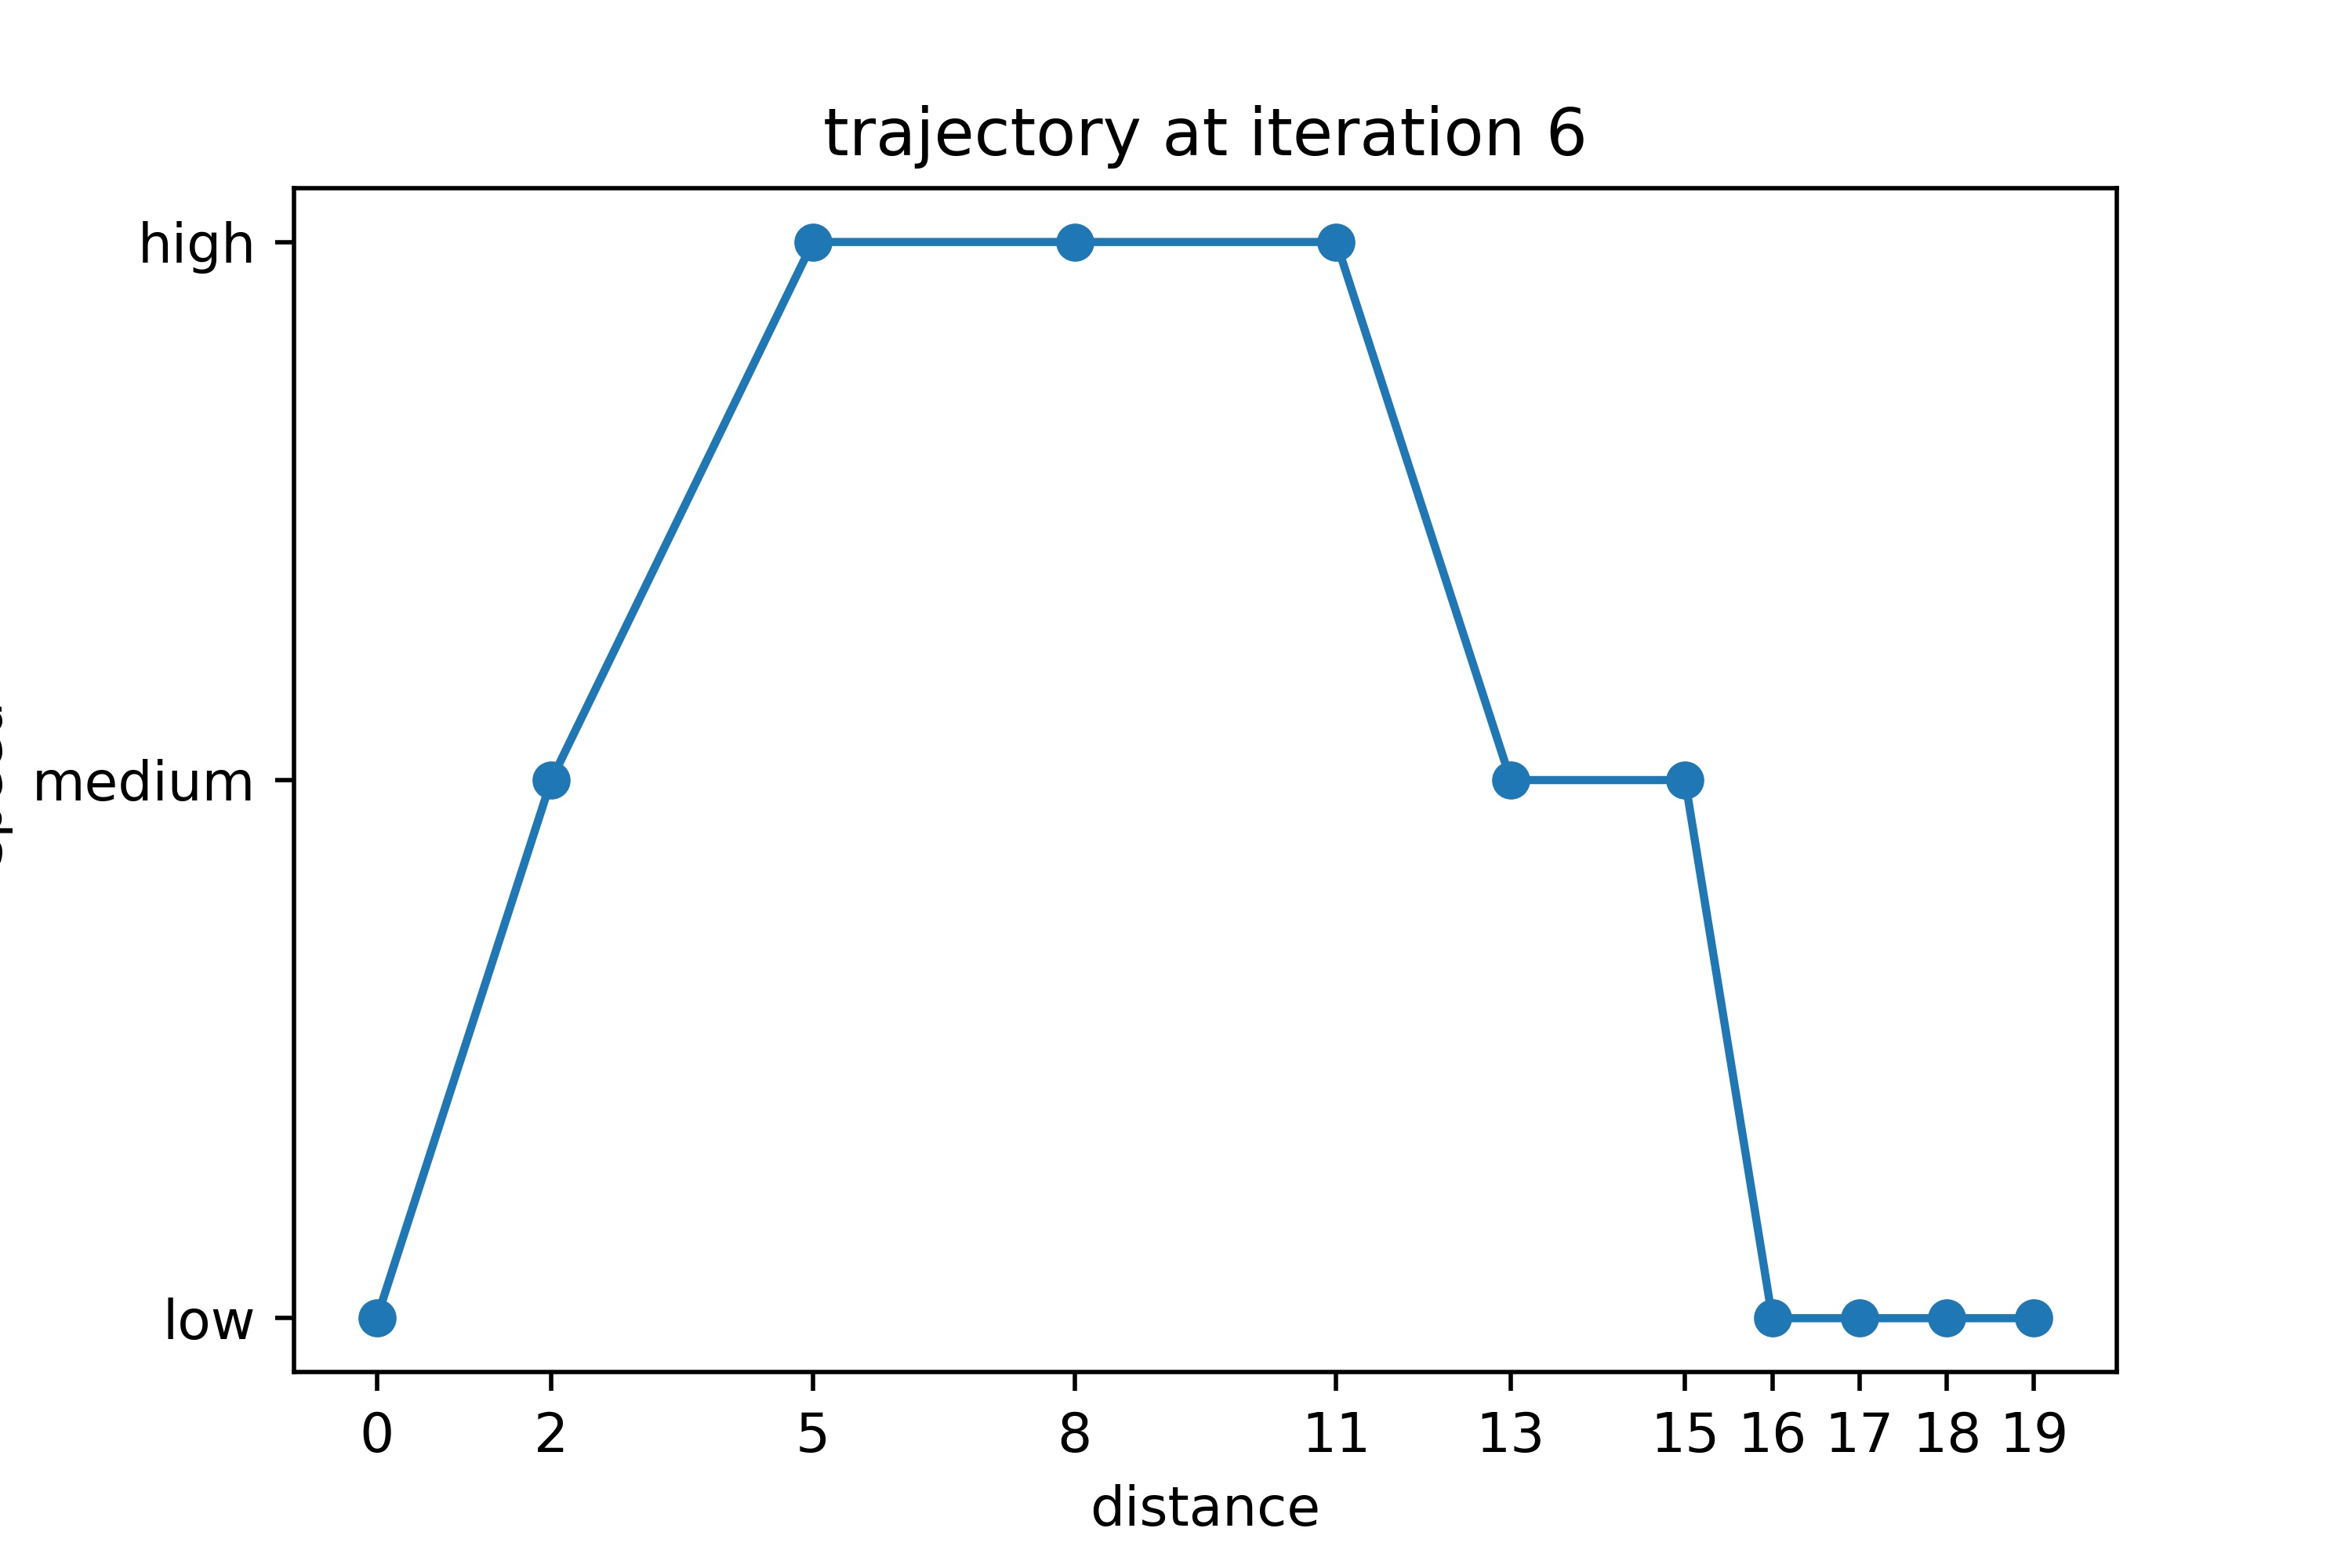 trajectory at iteration 6
high
medium
low
0 2 5 8 11 13 15 16 17 18 19
distance